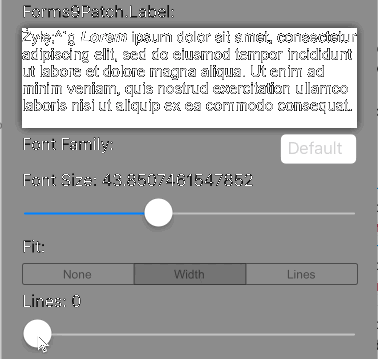 Forms9Patch.Label:
Żyłę;^`g Lorem ipsum dolor sit amet, consectetur
adipiscing elit, sed do eiusmod tempor incididunt
ut labore et dolore magna aliqua. Ut enim ad
minim veniam, quis nostrud exercitation ullamco
laboris nisi ut aliquip ex ea commodo consequat.
Font Family:
Default
Font Size: 43.8507461547852
Fit:
None Width Lines
Lines: 0